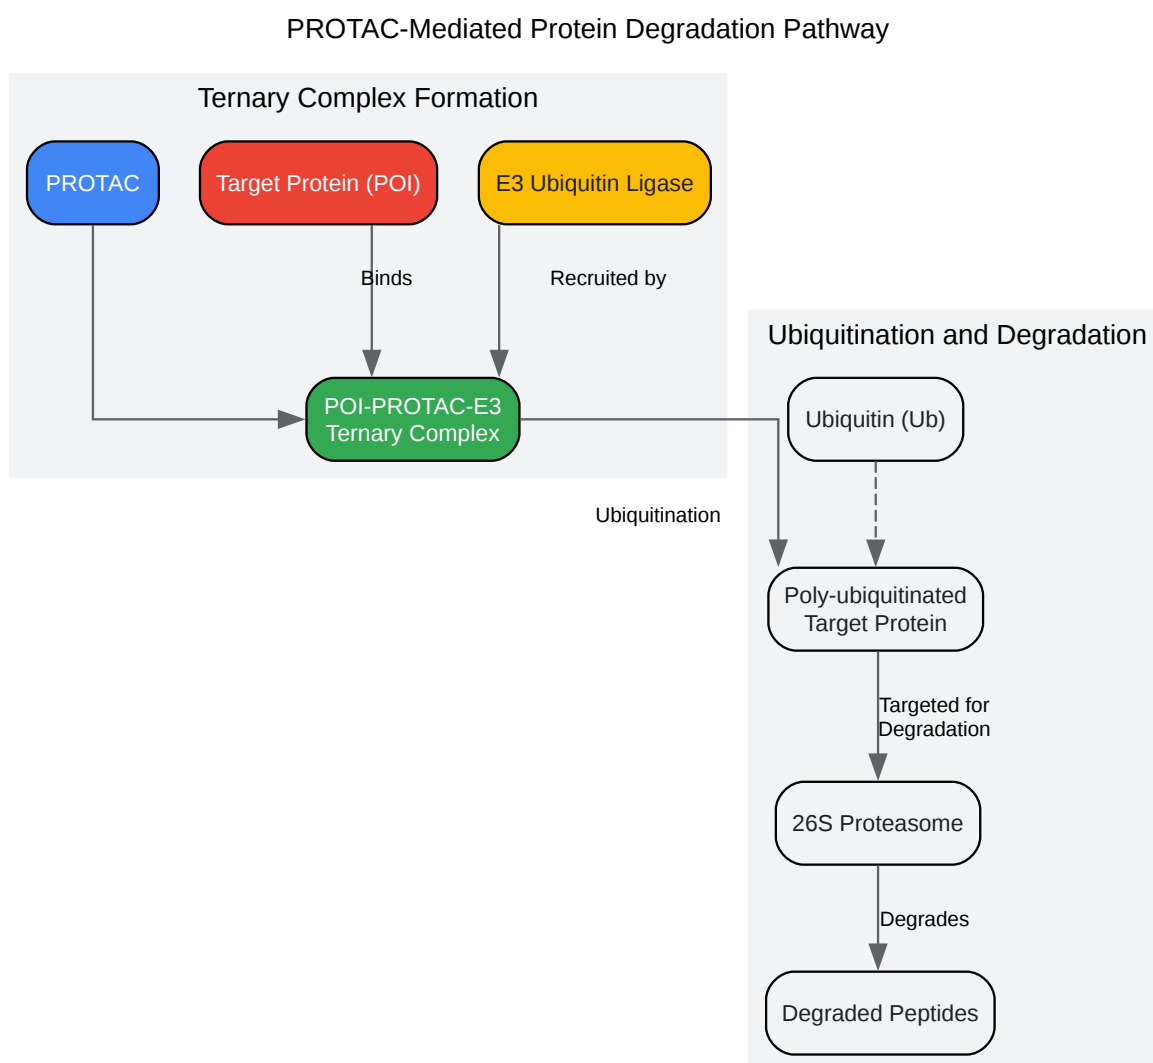 PROTAC-Mediated Protein Degradation Pathway
Ternary Complex Formation
PROTAC
Target Protein (POI)
E3 Ubiquitin Ligase
Binds
Recruited by
POI-PROTAC-E3
Ternary Complex
Ubiquitination
Ubiquitination and Degradation
Ubiquitin (Ub)
Poly-ubiquitinated
Target Protein
Targeted for
Degradation
26S Proteasome
Degrades
Degraded Peptides